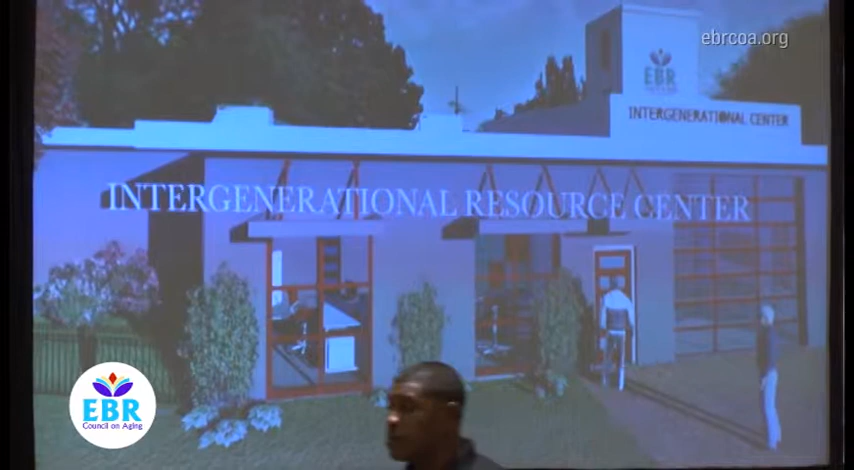 ebrcoa.org
EBR
INTERGENERATIONAL CENTER
INTERGENERATIONAL RESOURCE CENTER
EBR
Council on Aging